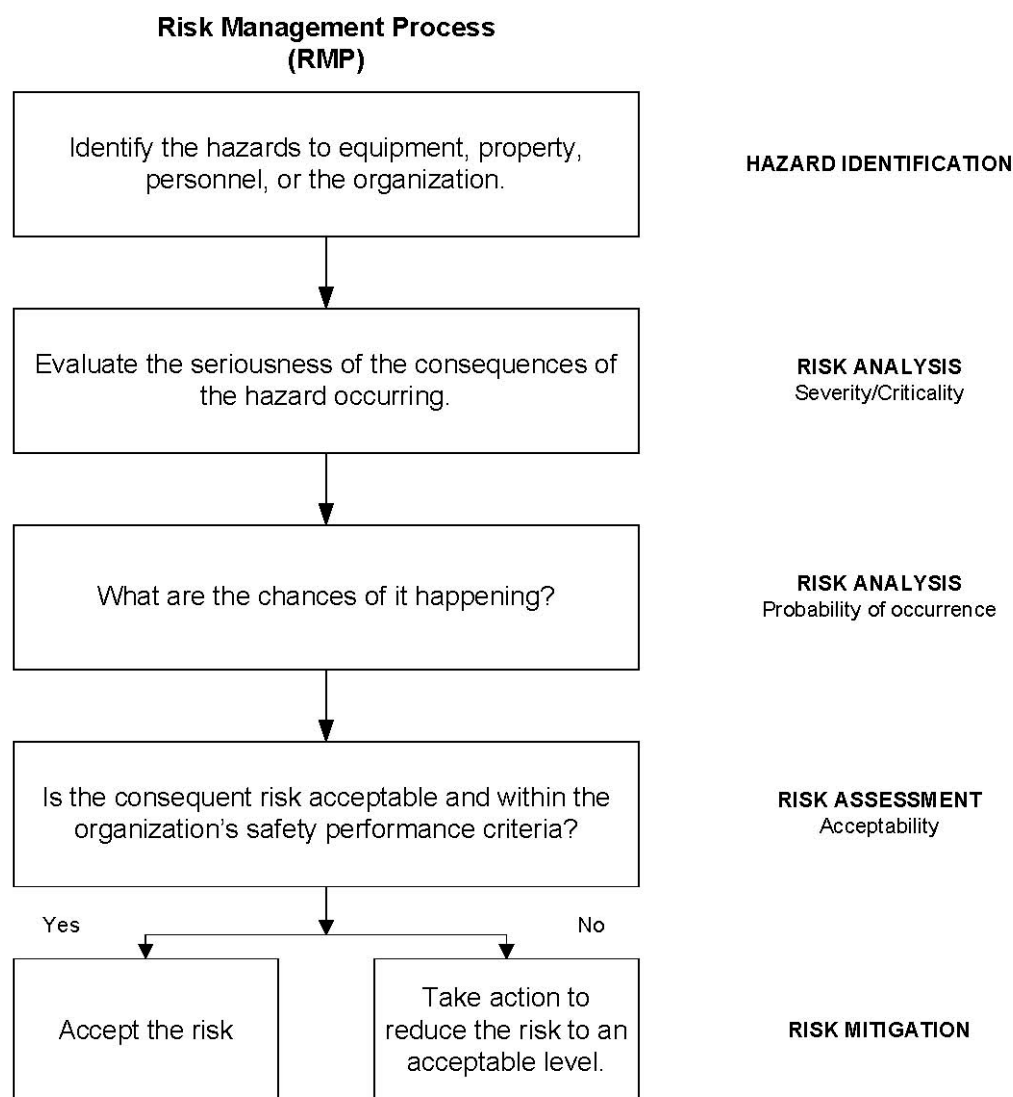 Risk Management Process
(RMP)
Identify the hazards to equipment, property,
personnel, or the organization.
HAZARD IDENTIFICATION
Evaluate the seriousness of the consequences of
the hazard occurring.
RISK ANALYSIS
Severity/Criticality
What are the chances of it happening?
RISK ANALYSIS
Probability of occurrence
Is the consequent risk acceptable and within the
organization's safety performance criteria?
RISK ASSESSMENT
Acceptability
Yes
No
Accept the risk
Take action to
reduce the risk to an
acceptable level.
RISK MITIGATION